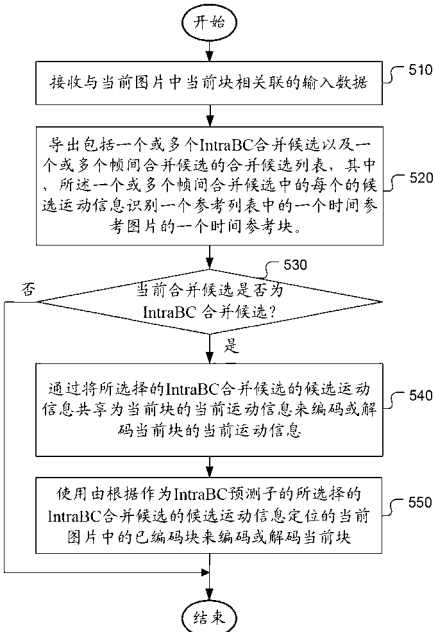 开始
510
接收与当前图片中当前块相关联的输入数据
导出包括一个或多个IntraBC合并候选以及一
个或多个帧间合并候选的合并候选列表，其中
，所述一个或多个帧间合并候选中的每个的候
选运动信息识别一个参考列表中的一个时间参
考图片的一个时间参考块。
520
530
否
当前合并候选是否为
IntraBC 合并候选？
是
通过将所选择的IntraBC合并候选的候选运动
信息共享为当前块的当前运动信息来编码或解
码当前块的当前运动信息
540
使用由根据作为IntraBC预测子的所选择的
IntraBC合并候选的候选运动信息定位的当前
图片中的已编码块来编码或解码当前块
550
结束